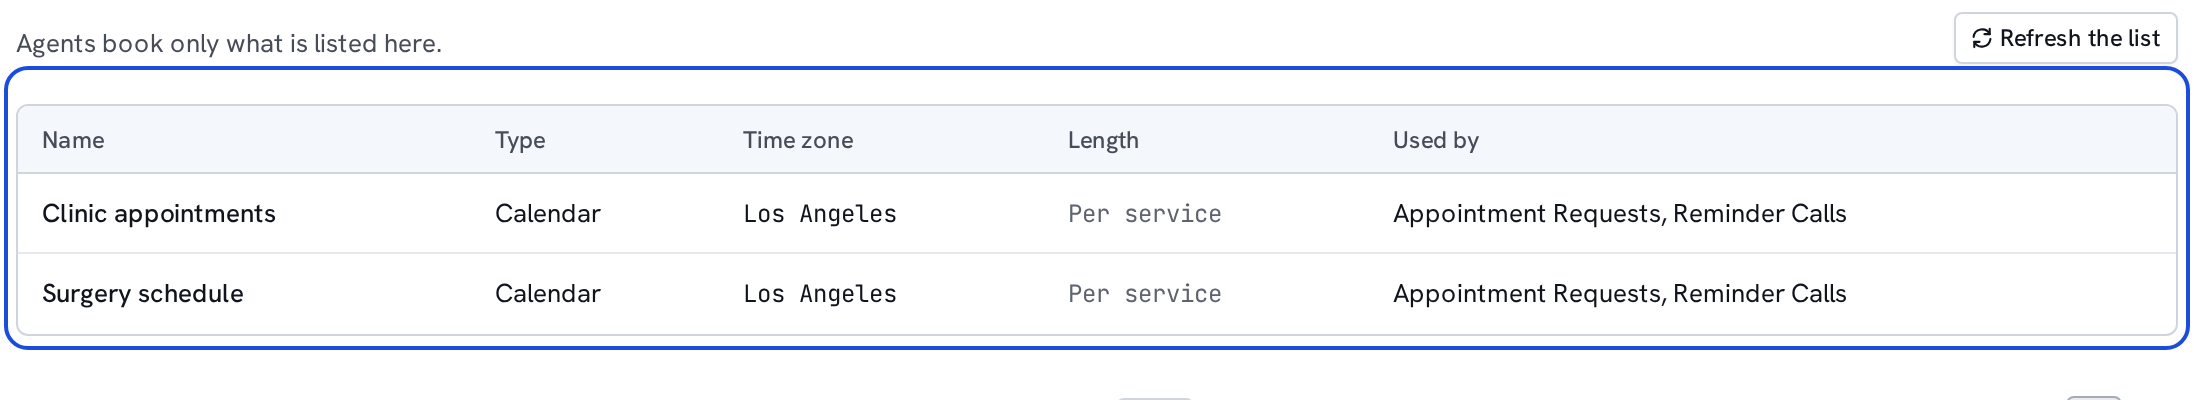 Agents book only what is listed here.
Refresh the list
Name Type Time zone Length Used by
Clinic appointments Calendar Los Angeles Per service Appointment Requests, Reminder Calls
Surgery schedule Calendar Los Angeles Per service Appointment Requests, Reminder Calls